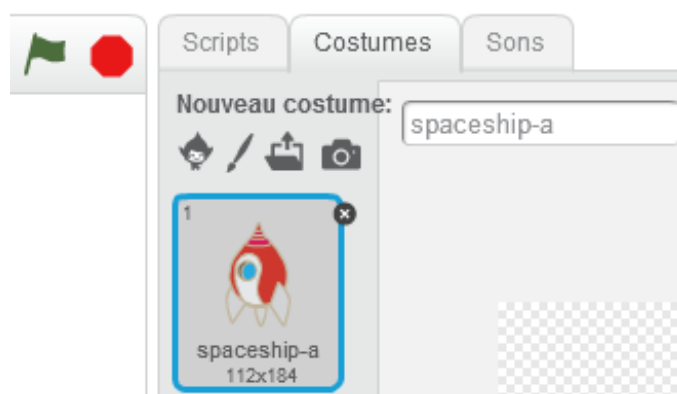 Scripts Costumes Sons
Nouveau costume:
spaceship-a
1
spaceship-a
112x184